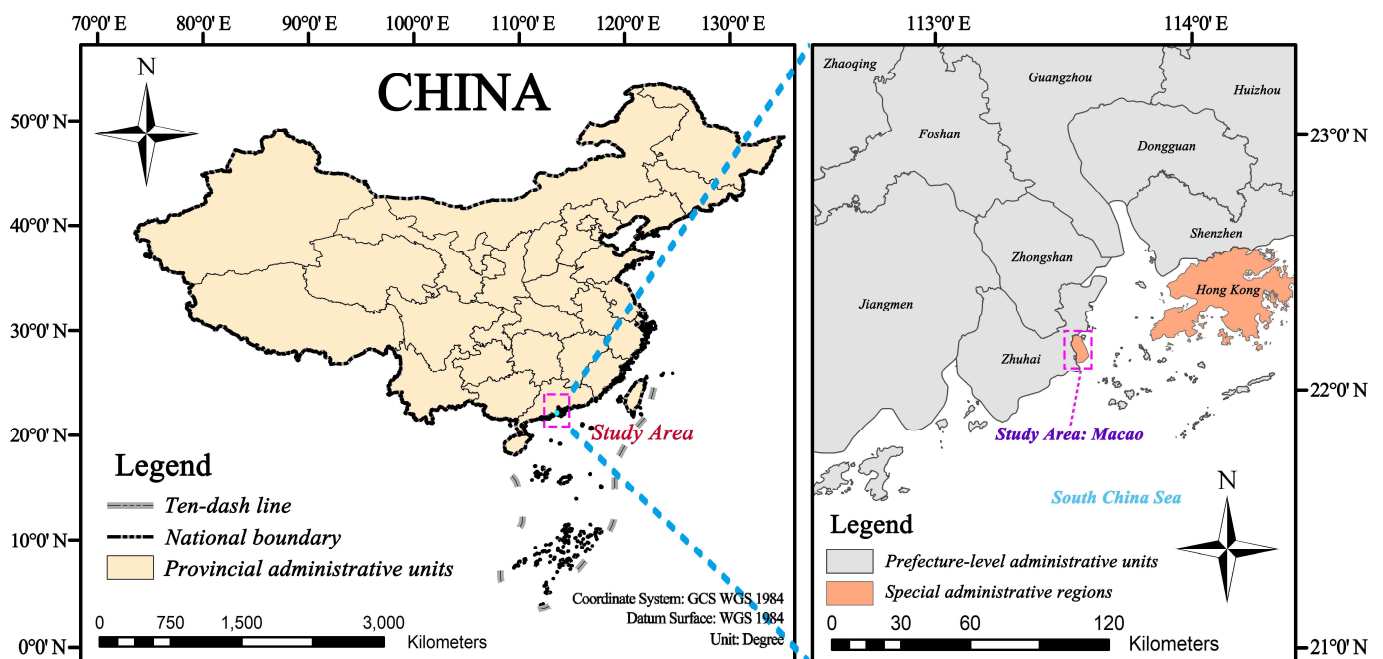 70°0' E 80°0' E 90°0' E 100°0' E 110°0' E 120°0' E 130°0' E
50°0' N
40°0' N
30°0' N
20°0' N
10°0' N
0°0' N
N
CHINA
Study Area
Legend
Ten-dash line
National boundary
Provincial administrative units
0 750 1,500 3,000
Kilometers
Coordinate System: GCS WGS 1984
Datum Surface: WGS 1984
Unit: Degree
113°0' E 114°0' E
23°0' N
22°0' N
21°0' N
Zhaoqing
Guangzhou
Huizhou
Foshan
Dongguan
Shenzhen
Zhongshan
Hong Kong
Jiangmen
Zhuhai
Study Area: Macao
South China Sea
N
Legend
Prefecture-level administrative units
Special administrative regions
0 30 60 120
Kilometers